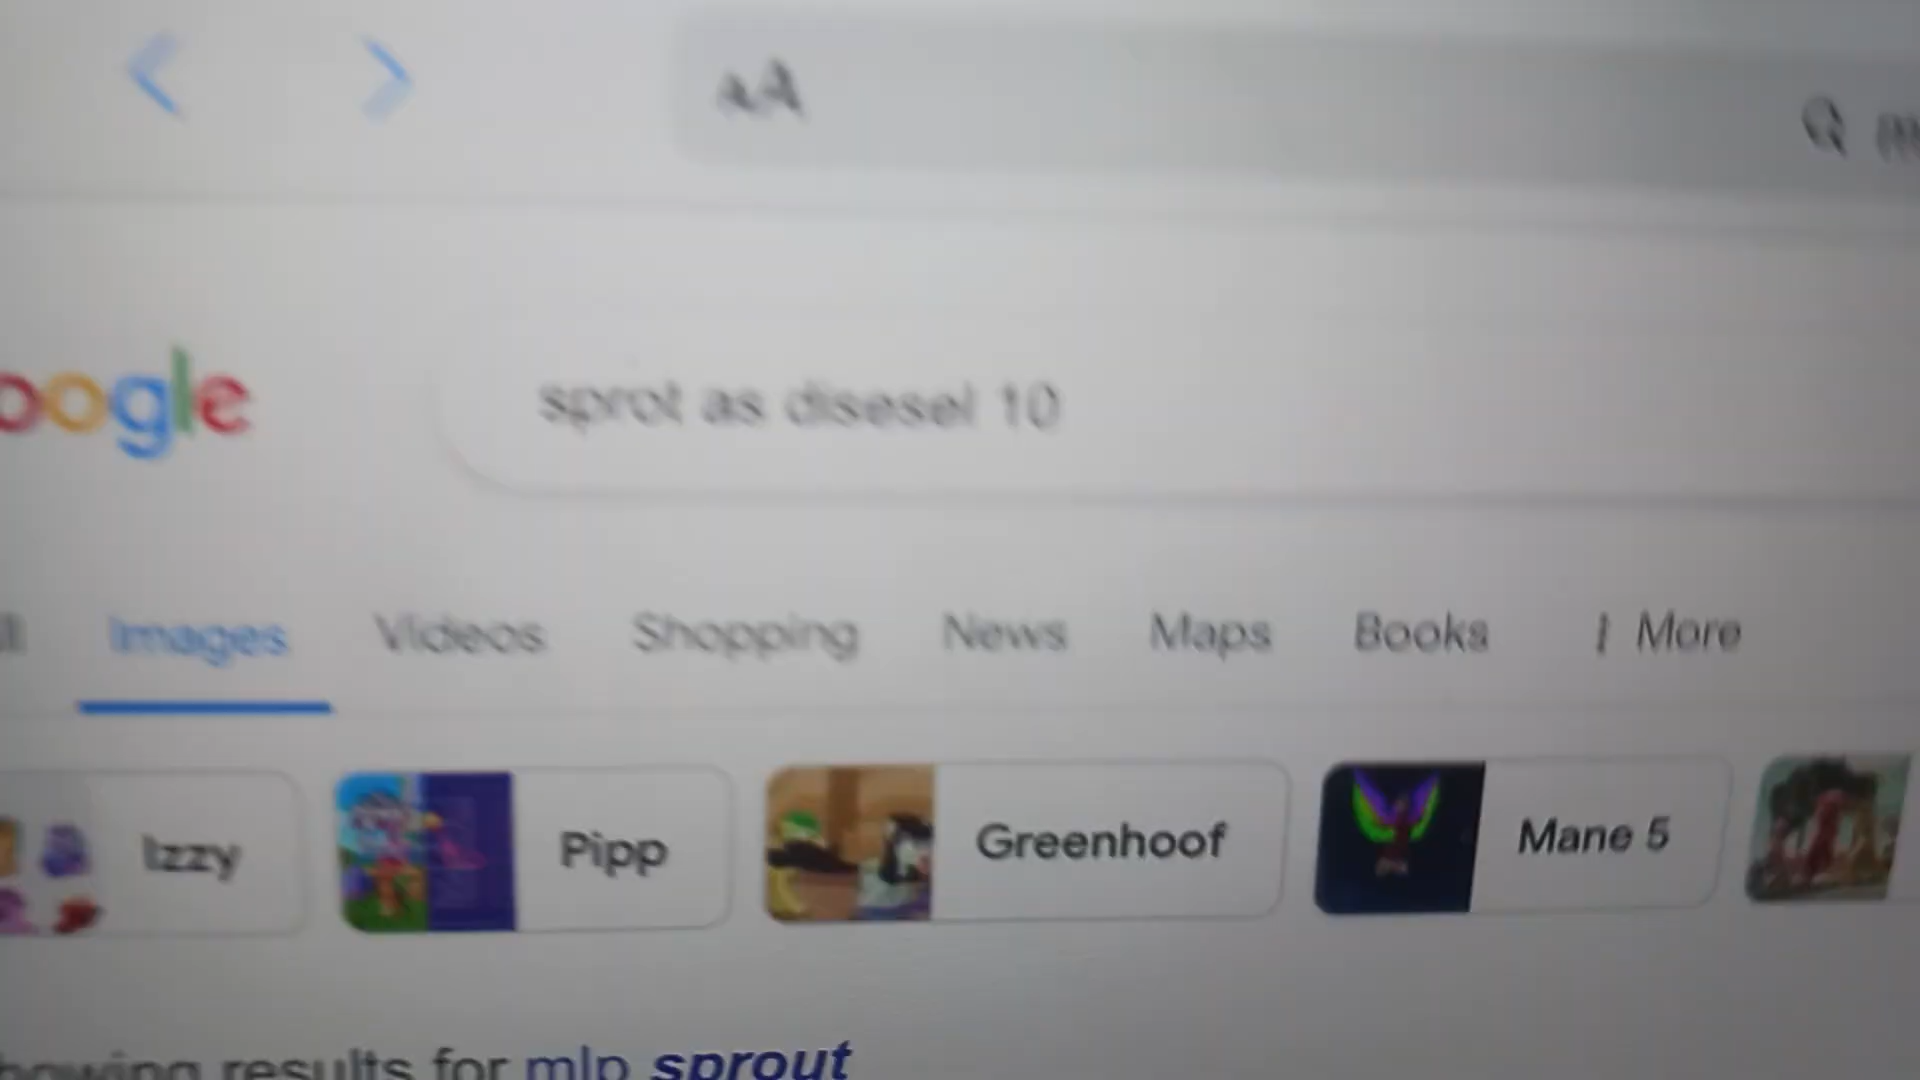 aA
oogle
sprot as disesel 10
Images Videos Shopping News Maps Books More
Izzy Pipp Greenhoof Mane 5
howing results for mlp sprout